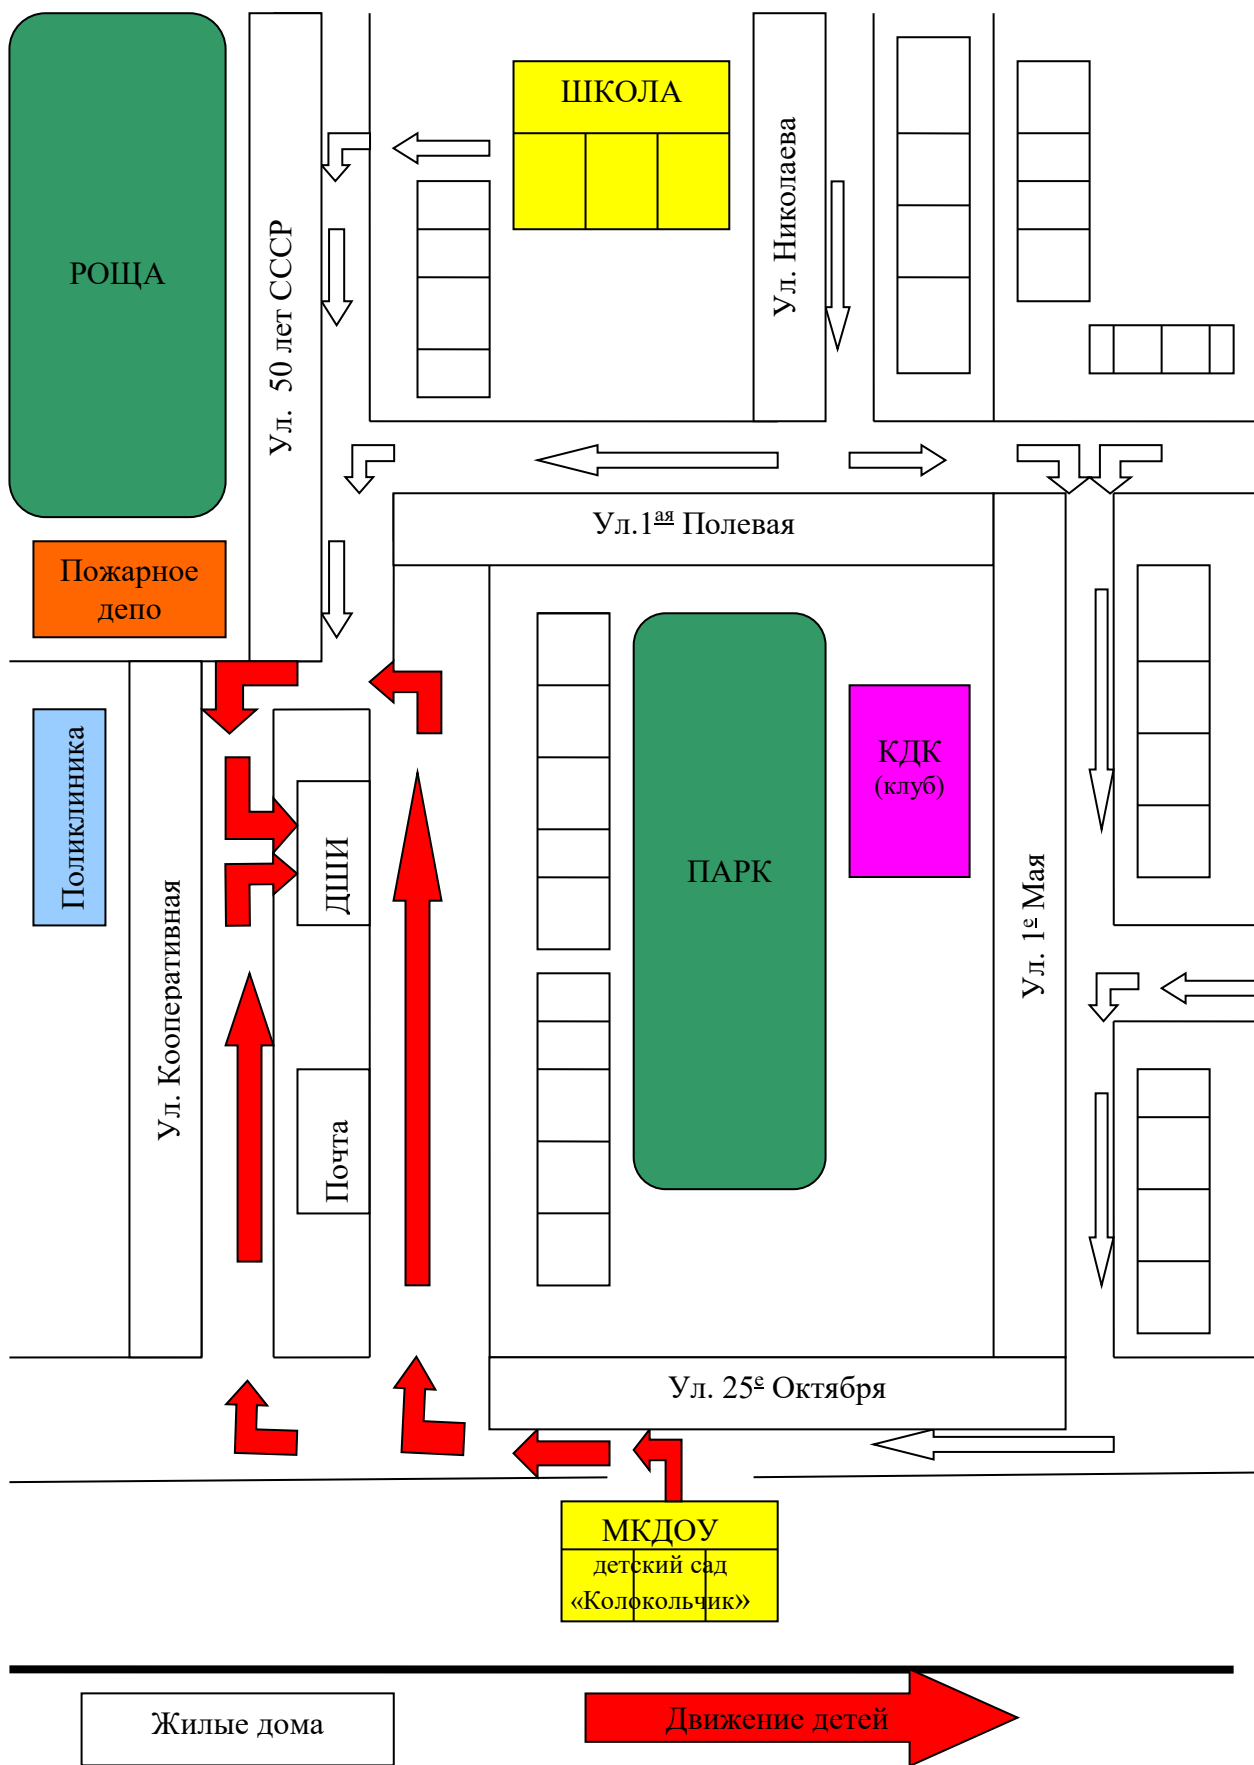 ШКОЛА
Ул. Николаева
РОЩА
Ул.  50 лет СССР
Ул.1ая Полевая
Пожарное
депо
Поликлиника
КДК
(клуб)
ДШИ
ПАРК
Ул. Кооперативная
Ул. 1е Мая
Почта
Ул. 25е Октября
МКДОУ
детский сад
«Колокольчик»
Жилые дома
Движение детей